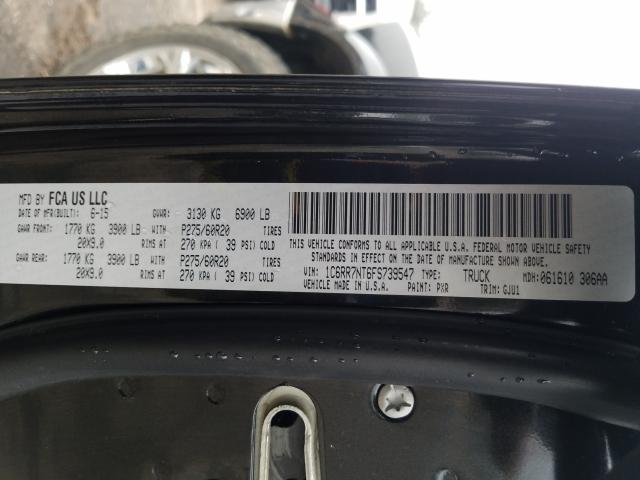 MFD BY FCA US LLC
DATE OF MFR(BUILT): 6-15 GVWR: 3130 KG 6900 LB
GAWR FRONT: 1770 KG 3900 LB WITH P275/60R20 TIRES
20X9.0 RIMS AT 270 KPA ( 39 PSI) COLD
GAWR REAR: 1770 KG 3900 LB WITH P275/60R20 TIRES
20X9.0 RIMS AT 270 KPA ( 39 PSI) COLD
THIS VEHICLE CONFORMS TO ALL APPLICABLE U.S.A. FEDERAL MOTOR VEHICLE SAFETY
STANDARDS IN EFFECT ON THE DATE OF MANUFACTURE SHOWN ABOVE.
VIN: 1C6RR7NT6FS739547 TYPE: TRUCK MDH: 061610 306AA
VEHICLE MADE IN U.S.A. PAINT: PXR TRIM: GJU1